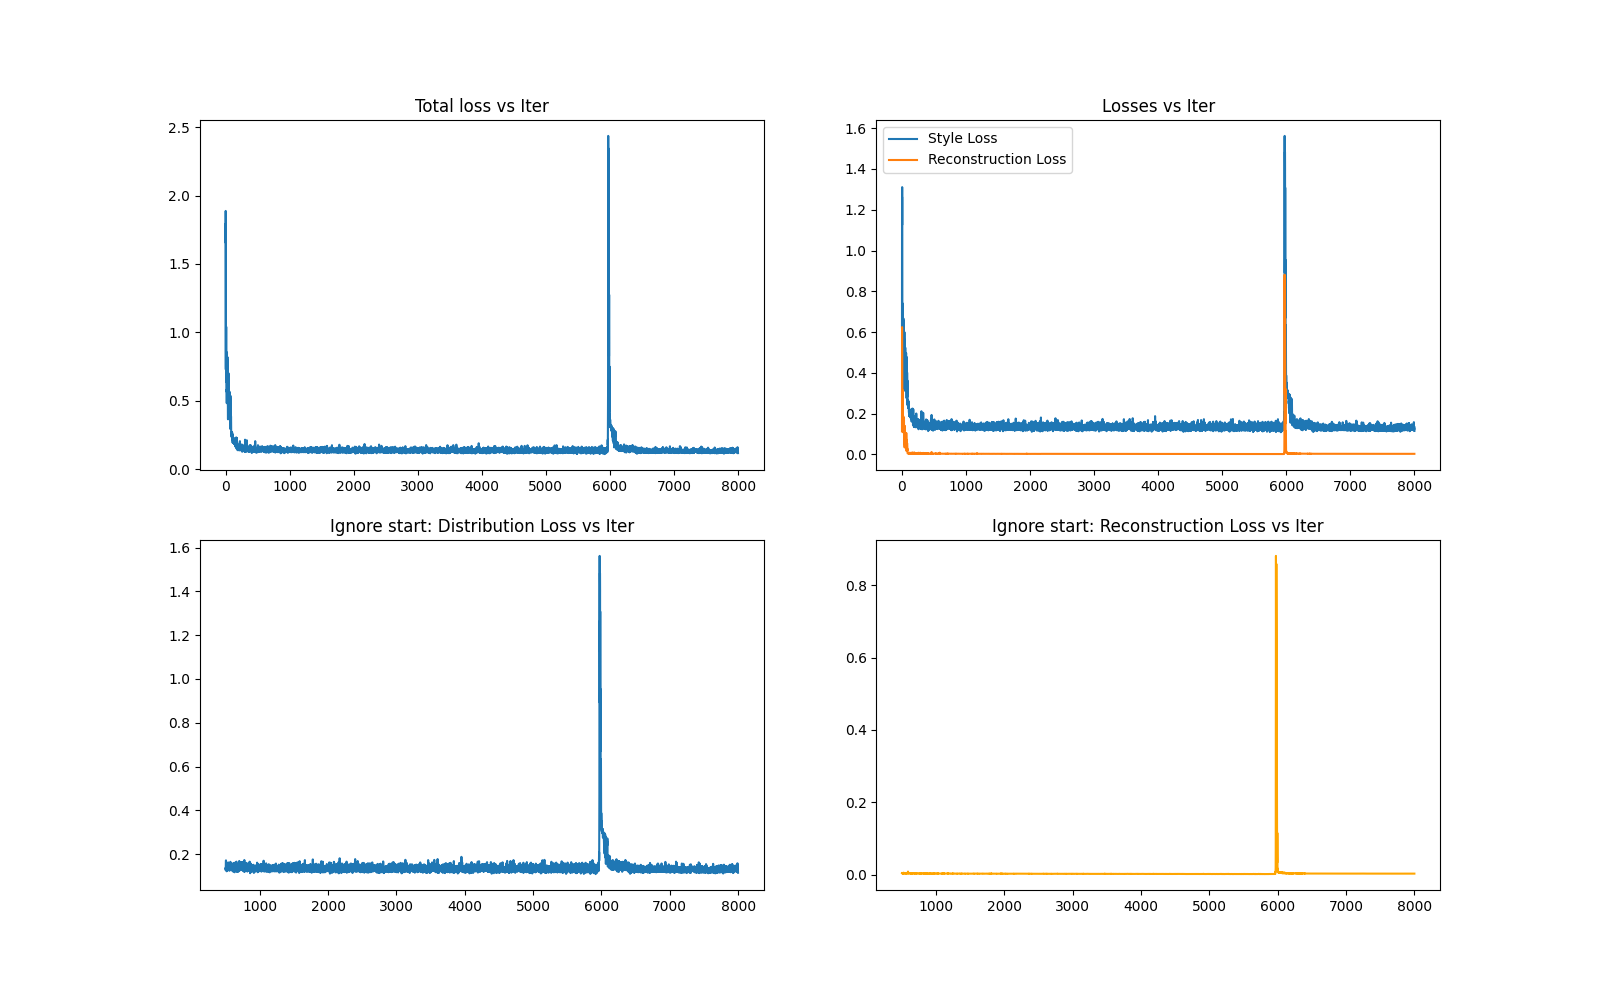 Total loss vs Iter
2.5
2.0
1.5
1.0
0.5
0.0
0 1000 2000 3000 4000 5000 6000 7000 8000
Losses vs Iter
Style Loss
Reconstruction Loss
1.6
1.4
1.2
1.0
0.8
0.6
0.4
0.2
0.0
0 1000 2000 3000 4000 5000 6000 7000 8000
Ignore start: Distribution Loss vs Iter
1.6
1.4
1.2
1.0
0.8
0.6
0.4
0.2
1000 2000 3000 4000 5000 6000 7000 8000
Ignore start: Reconstruction Loss vs Iter
0.8
0.6
0.4
0.2
0.0
1000 2000 3000 4000 5000 6000 7000 8000